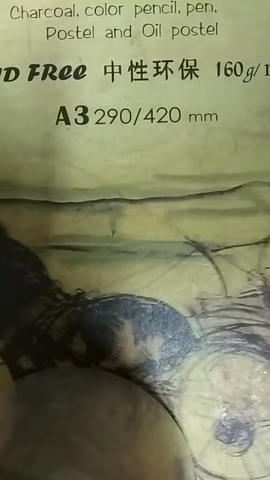 Charcoal, color pencil, pen,
Postel and Oil postel
D FRee 中性环保 160g/
A3 290/420 mm